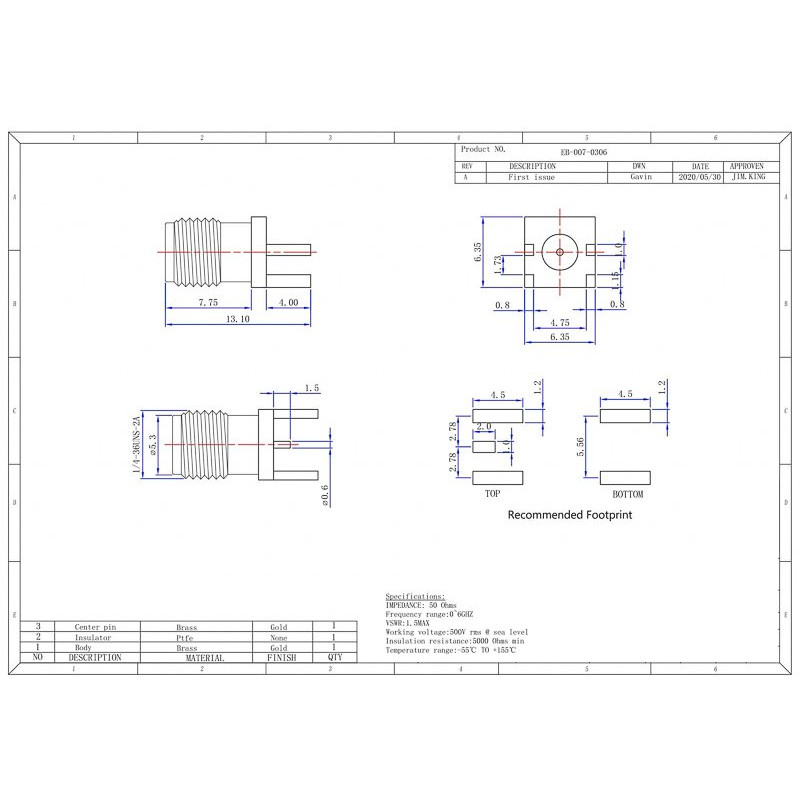 1 2 3 4 5 6
Product NO. EB-007-0306
REV DESCRIPTION DWN DATE APPROVEN
A First issue Gavin 2020/05/30 JIM.KING
A A
B B
C C
D D
E E
7.75 4.00
13.10
6.35
1.73
1.0
1.15
0.8 0.8
4.75
6.35
1.5
1/4-36UNS-2A
⌀5.3
⌀0.6
4.5 1.2
2.78 2.0 1.0
2.78
TOP
4.5 1.2
5.56
BOTTOM
Recommended Footprint
Specifications:
IMPEDANCE: 50 Ohms
Frequency range:0~6GHZ
VSWR:1.5MAX
Working voltage:500V rms @ sea level
Insulation resistance:5000 Ohms min
Temperature range:-55℃ TO +155℃
3 Center pin Brass Gold 1
2 Insulator Ptfe None 1
1 Body Brass Gold 1
NO DESCRIPTION MATERIAL FINISH QTY
1 2 3 4 5 6